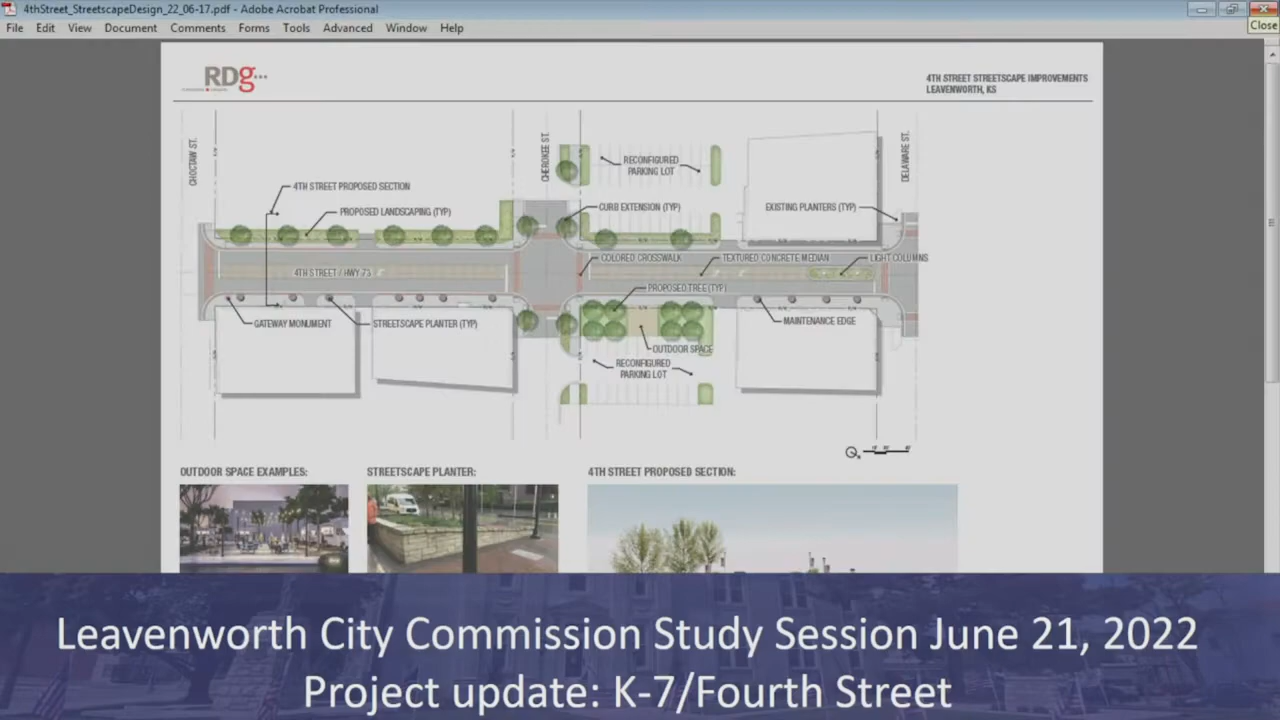 4thStreet_StreetscapeDesign_22_06-17.pdf - Adobe Acrobat Professional
File Edit View Document Comments Forms Tools Advanced Window Help
Close
RDg...
4TH STREET STREETSCAPE IMPROVEMENTS
LEAVENWORTH, KS
CHOCTAW ST.
CHEROKEE ST.
DELAWARE ST.
RECONFIGURED
PARKING LOT
4TH STREET PROPOSED SECTION
PROPOSED LANDSCAPING (TYP)
CURB EXTENSION (TYP)
EXISTING PLANTERS (TYP)
COLORED CROSSWALK
TEXTURED CONCRETE MEDIAN
LIGHT COLUMNS
4TH STREET / HWY 73
PROPOSED TREE (TYP)
GATEWAY MONUMENT
STREETSCAPE PLANTER (TYP)
MAINTENANCE EDGE
OUTDOOR SPACE
RECONFIGURED
PARKING LOT
OUTDOOR SPACE EXAMPLES:
STREETSCAPE PLANTER:
4TH STREET PROPOSED SECTION:
Leavenworth City Commission Study Session June 21, 2022
Project update: K-7/Fourth Street